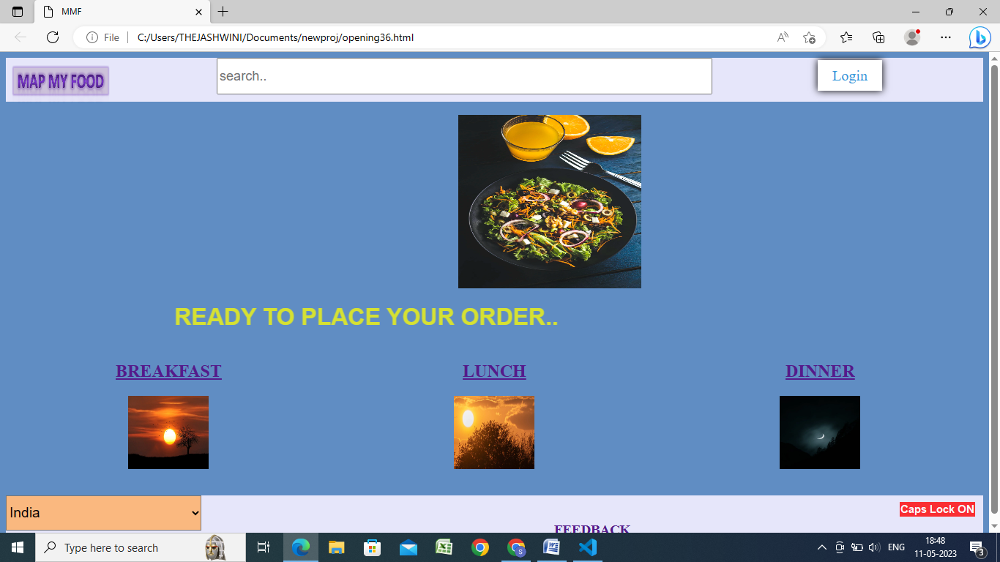 MMF
File
C:/Users/THEJASHWINI/Documents/newproj/opening36.html
MAP MY FOOD
search..
Login
READY TO PLACE YOUR ORDER..
BREAKFAST
LUNCH
DINNER
India
Caps Lock ON
FEEDBACK
Type here to search
ENG
18:48
11-05-2023
3